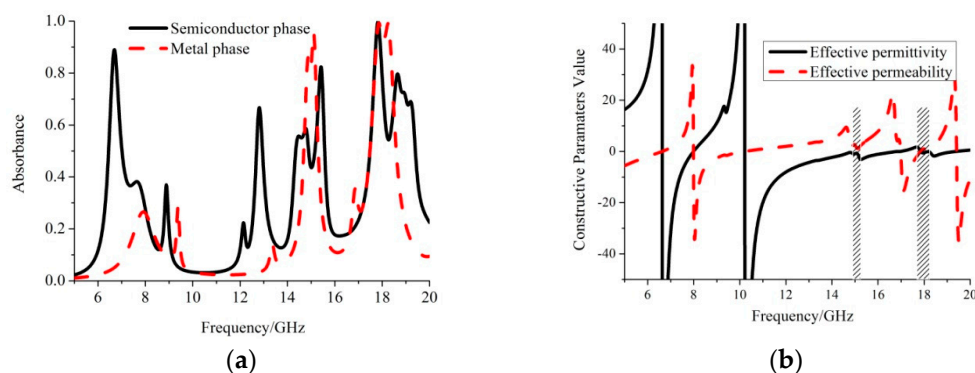 Semiconductor phase
Metal phase
1.0
0.8
0.6
0.4
0.2
0.0
Absorbance
5 6 8 10 12 14 16 18 20
Frequency/GHz
(a)
Effective permittivity
Effective permeability
40
20
0
-20
-40
Constructive Paramaters Value
6 8 10 12 14 16 18 20
Frequency/GHz
(b)